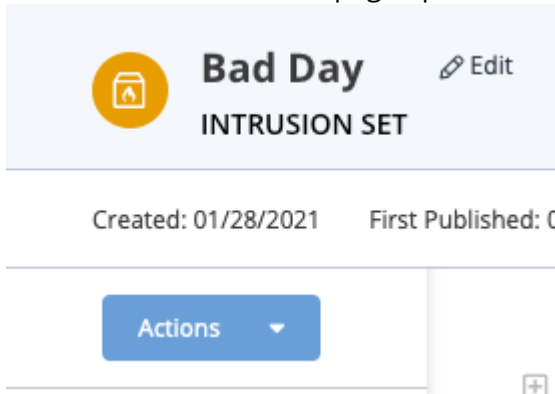 Bad Day
Edit
INTRUSION SET
Created: 01/28/2021
First Published:
Actions